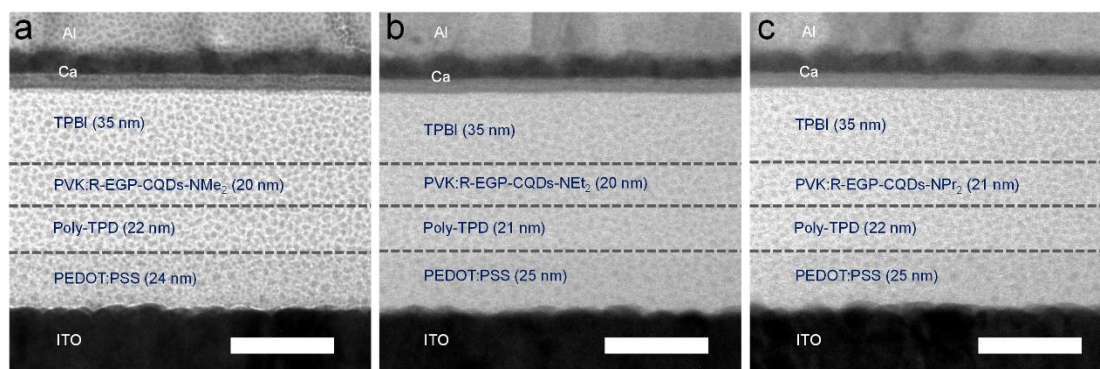 a
Al
Ca
TPBI (35 nm)
PVK:R-EGP-CQDs-NMe₂ (20 nm)
Poly-TPD (22 nm)
PEDOT:PSS (24 nm)
ITO
b
Al
Ca
TPBI (35 nm)
PVK:R-EGP-CQDs-NEt₂ (20 nm)
Poly-TPD (21 nm)
PEDOT:PSS (25 nm)
ITO
c
Al
Ca
TPBI (35 nm)
PVK:R-EGP-CQDs-NPr₂ (21 nm)
Poly-TPD (22 nm)
PEDOT:PSS (25 nm)
ITO